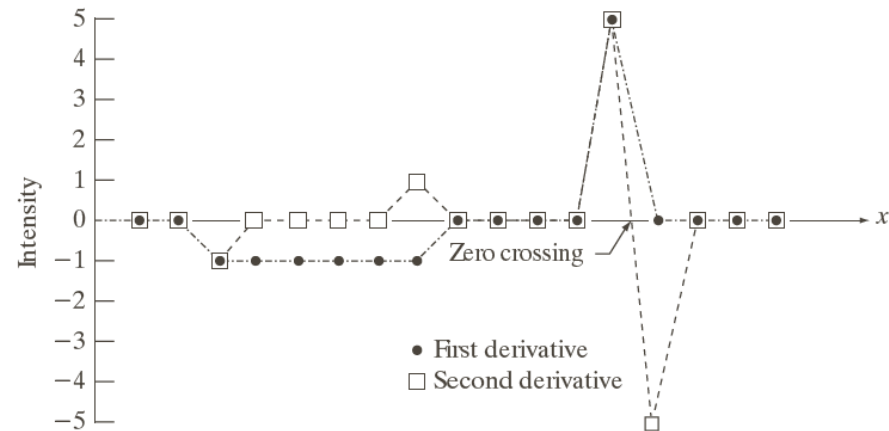 5
4
3
2
1
0
−1
−2
−3
−4
−5
Intensity
x
Zero crossing
First derivative
Second derivative